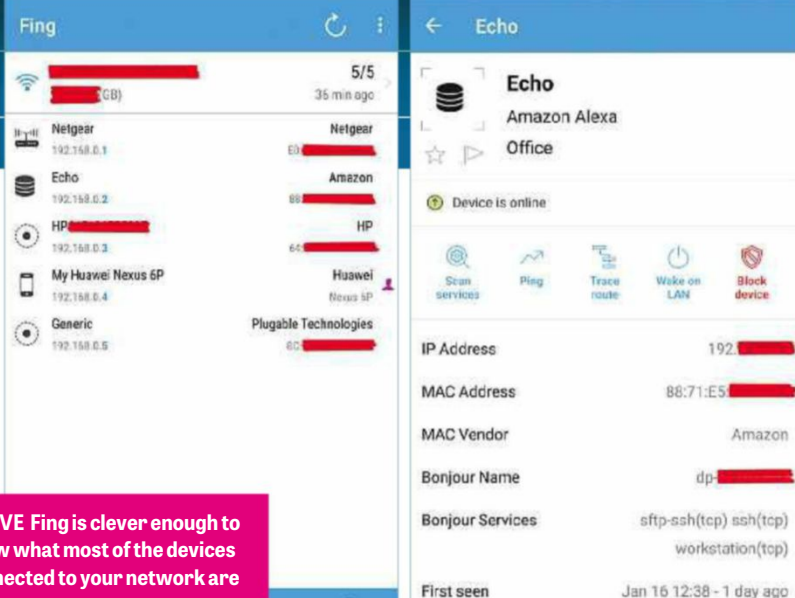 Fing
5/5
(GB)
36 min ago
Netgear
Netgear
192.168.0.1
Echo
Amazon
192.168.0.2
88:
HP
HP
192.168.0.3
64:
My Huawei Nexus 6P
Huawei
192.168.0.4
Nexus 6P
Generic
Plugable Technologies
192.168.0.5
VE Fing is clever enough to
w what most of the devices
nected to your network are
Echo
Echo
Amazon Alexa
Office
Device is online
Scan services
Ping
Trace route
Wake on LAN
Block device
IP Address
192.
MAC Address
88:71:E5:
MAC Vendor
Amazon
Bonjour Name
dp-
Bonjour Services
sftp-ssh(tcp) ssh(tcp)
workstation(tcp)
First seen
Jan 16 12:38 - 1 day ago